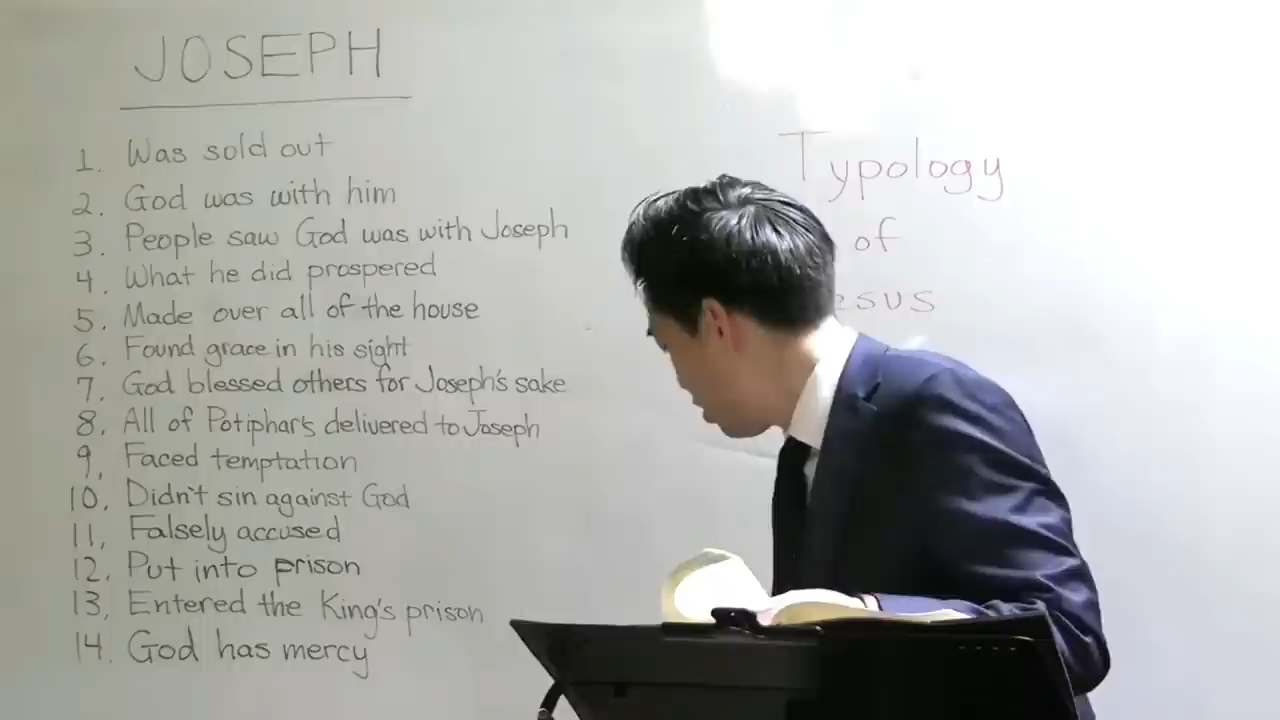 JOSEPH
1. Was sold out
2. God was with him
3. People saw God was with Joseph
4. What he did prospered
5. Made over all of the house
6. Found grace in his sight
7. God blessed others for Joseph's sake
8. All of Potiphar's delivered to Joseph
9. Faced temptation
10. Didn't sin against God
11. Falsely accused
12. Put into prison
13. Entered the King's prison
14. God has mercy
Typology
of
esus